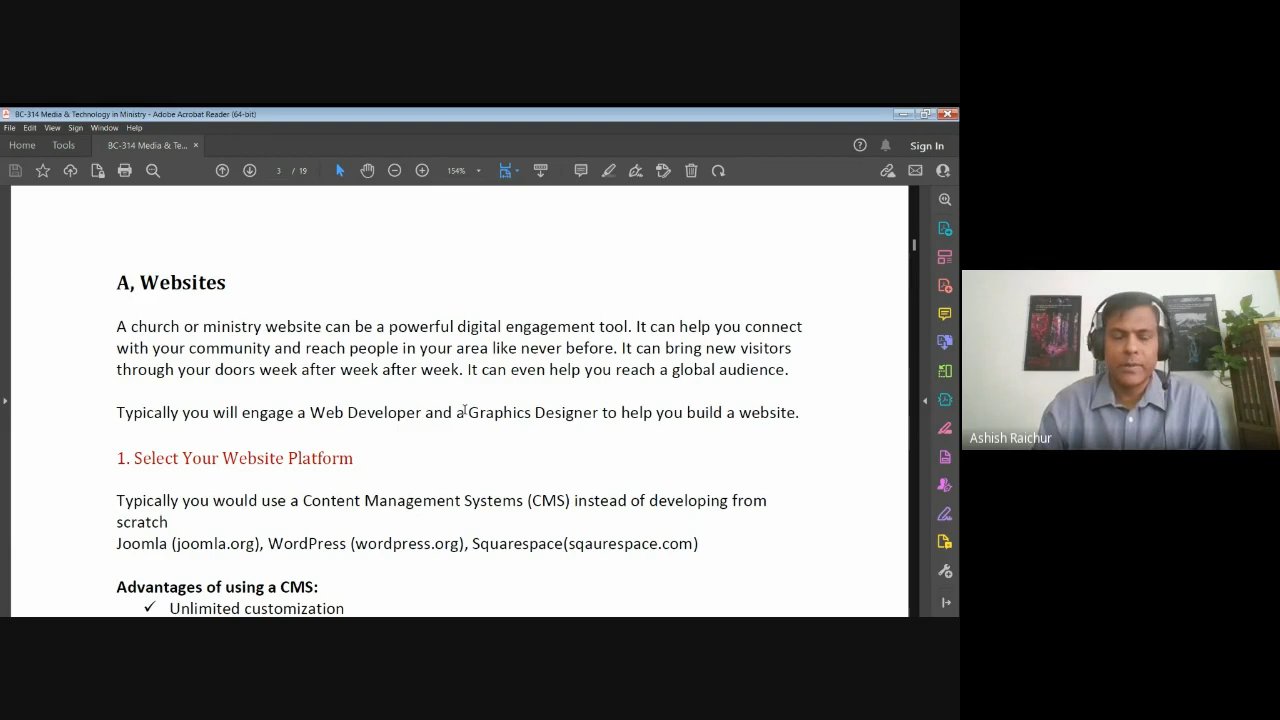 BC-314 Media & Technology in Ministry - Adobe Acrobat Reader (64-bit)
File Edit View Sign Window Help
Home Tools BC-314 Media & Te... × Sign In
3 / 19 154%
A, Websites
A church or ministry website can be a powerful digital engagement tool. It can help you connect
with your community and reach people in your area like never before. It can bring new visitors
through your doors week after week after week. It can even help you reach a global audience.
Typically you will engage a Web Developer and a Graphics Designer to help you build a website.
1. Select Your Website Platform
Typically you would use a Content Management Systems (CMS) instead of developing from
scratch
Joomla (joomla.org), WordPress (wordpress.org), Squarespace(sqaurespace.com)
Advantages of using a CMS:
✓ Unlimited customization
Ashish Raichur